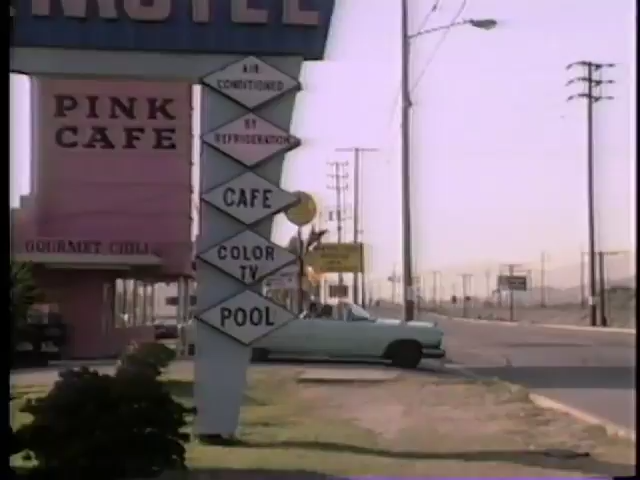 MOTEL
PINK
CAFE
GOURMET CHILI
AIR
CONDITIONED
BY
REFRIGERATION
CAFE
COLOR
TV
POOL